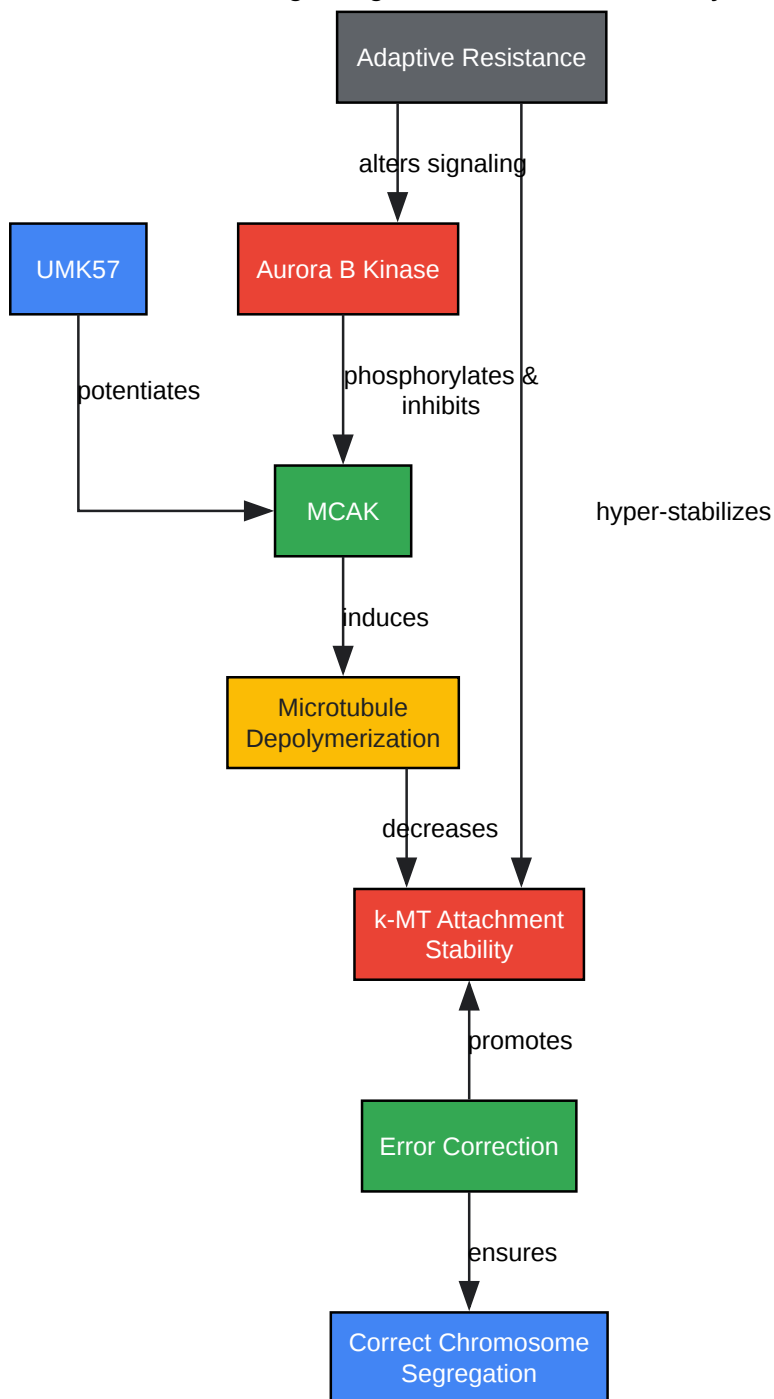 Adaptive Resistance
alters signaling
UMK57
Aurora B Kinase
potentiates
phosphorylates &
inhibits
MCAK
hyper-stabilizes
induces
Microtubule
Depolymerization
decreases
k-MT Attachment
Stability
promotes
Error Correction
ensures
Correct Chromosome
Segregation